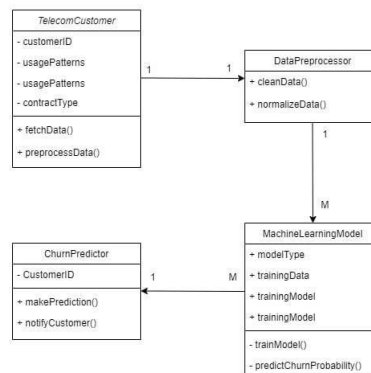 TelecomCustomer
- customerID
- usagePatterns
- usagePatterns
- contractType
+ fetchData()
+ preprocessData()
1
1
DataPreprocessor
+ cleanData()
+ normalizeData()
1
M
MachineLearningModel
+ modelType
+ trainingData
+ trainingModel
+ trainingModel
- trainModel()
- predictChurnProbability()
M
1
ChurnPredictor
- CustomerID
+ makePrediction()
+ notifyCustomer()